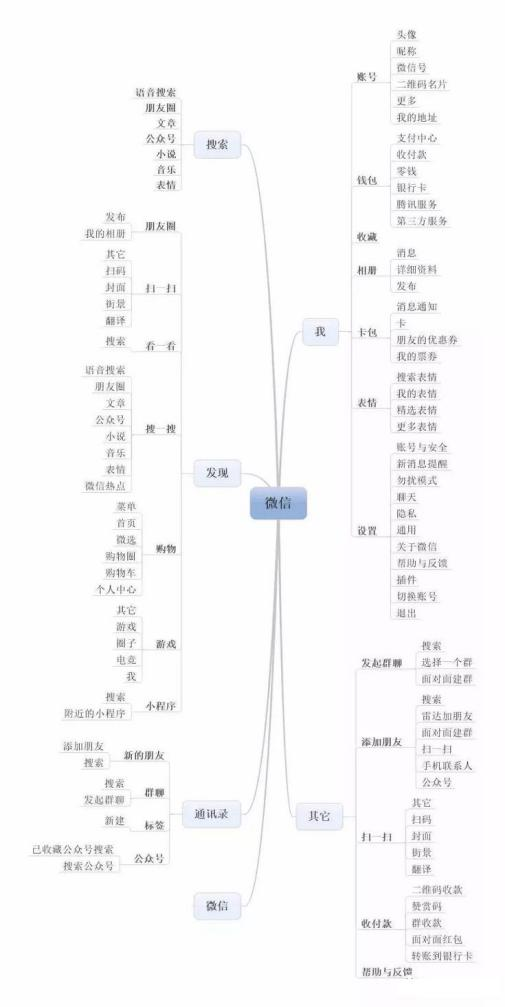 微信
搜索
语音搜索
朋友圈
文章
公众号
小说
音乐
表情
发现
朋友圈
发布
我的相册
扫一扫
其它
扫码
封面
街景
翻译
看一看
搜索
搜一搜
语音搜索
朋友圈
文章
公众号
小说
音乐
表情
微信热点
购物
菜单
首页
微选
购物圈
购物车
个人中心
游戏
其它
游戏
圈子
电竞
我
小程序
搜索
附近的小程序
通讯录
新的朋友
添加朋友
搜索
群聊
搜索
发起群聊
标签
新建
公众号
已收藏公众号搜索
搜索公众号
微信
我
账号
头像
昵称
微信号
二维码名片
更多
我的地址
钱包
支付中心
收付款
零钱
银行卡
腾讯服务
第三方服务
收藏
相册
消息
详细资料
发布
卡包
消息通知
卡
朋友的优惠券
我的票券
表情
搜索表情
我的表情
精选表情
更多表情
设置
账号与安全
新消息提醒
勿扰模式
聊天
隐私
通用
关于微信
帮助与反馈
插件
切换账号
退出
其它
发起群聊
搜索
选择一个群
面对面建群
添加朋友
搜索
雷达加朋友
面对面建群
扫一扫
手机联系人
公众号
扫一扫
其它
扫码
封面
街景
翻译
收付款
二维码收款
赞赏码
群收款
面对面红包
转账到银行卡
帮助与反馈